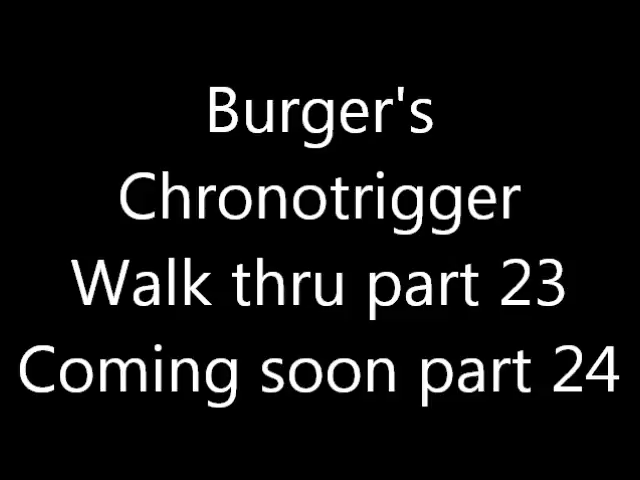 Burger's
Chronotrigger
Walk thru part 23
Coming soon part 24